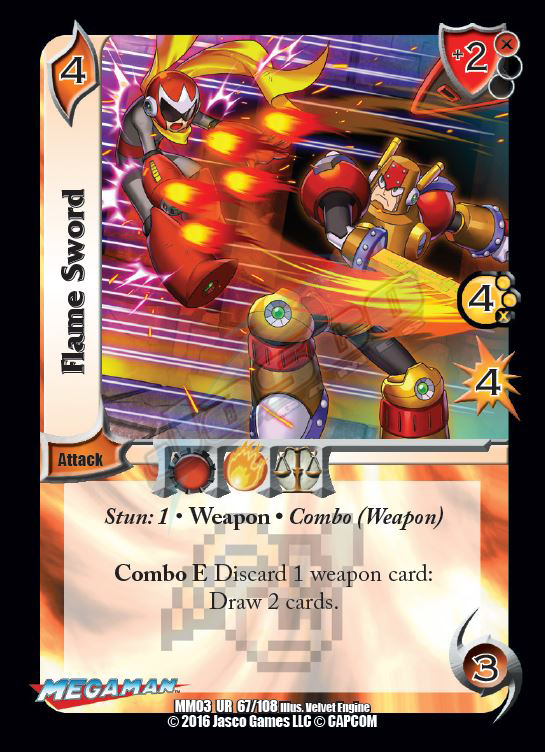 4
+2
X
Flame Sword
4
X
4
Attack
Stun: 1 • Weapon • Combo (Weapon)
Combo E Discard 1 weapon card:
Draw 2 cards.
3
MEGAMAN™
MM03 UR 67/108 Illus. Velvet Engine
© 2016 Jasco Games LLC © CAPCOM